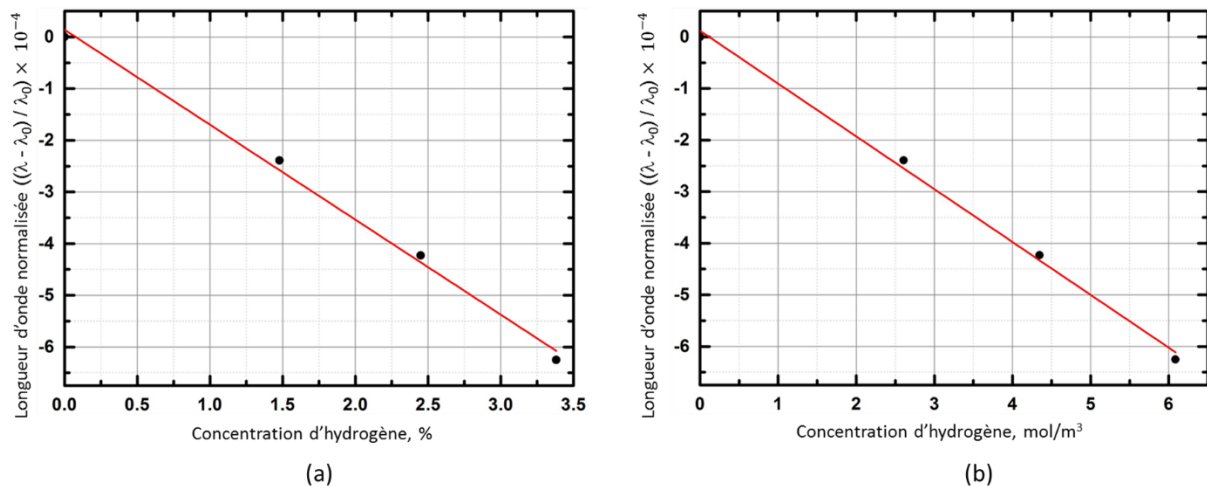 Longueur d'onde normalisée ((λ - λ₀) / λ₀) × 10⁻⁴
0
-1
-2
-3
-4
-5
-6
0.0 0.5 1.0 1.5 2.0 2.5 3.0 3.5
Concentration d'hydrogène, %
(a)
Longueur d'onde normalisée ((λ - λ₀) / λ₀) × 10⁻⁴
0
-1
-2
-3
-4
-5
-6
0 1 2 3 4 5 6
Concentration d'hydrogène, mol/m³
(b)